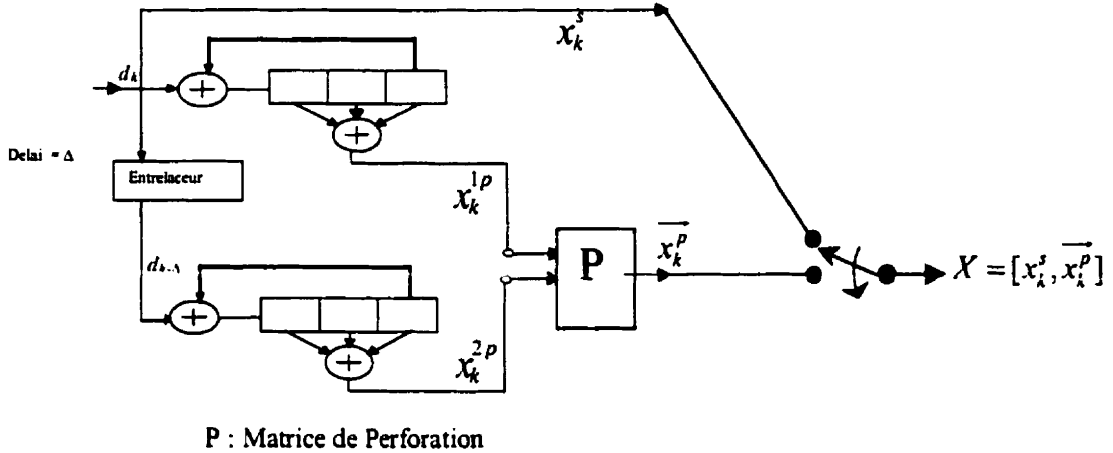 x_k^s
d_k
+
+
Delai = Δ
Entrelaceur
x_k^{1p}
d_{k-Δ}
P
x_k^p
X = [x_k^s, x_k^p]
+
+
x_k^{2p}
P : Matrice de Perforation